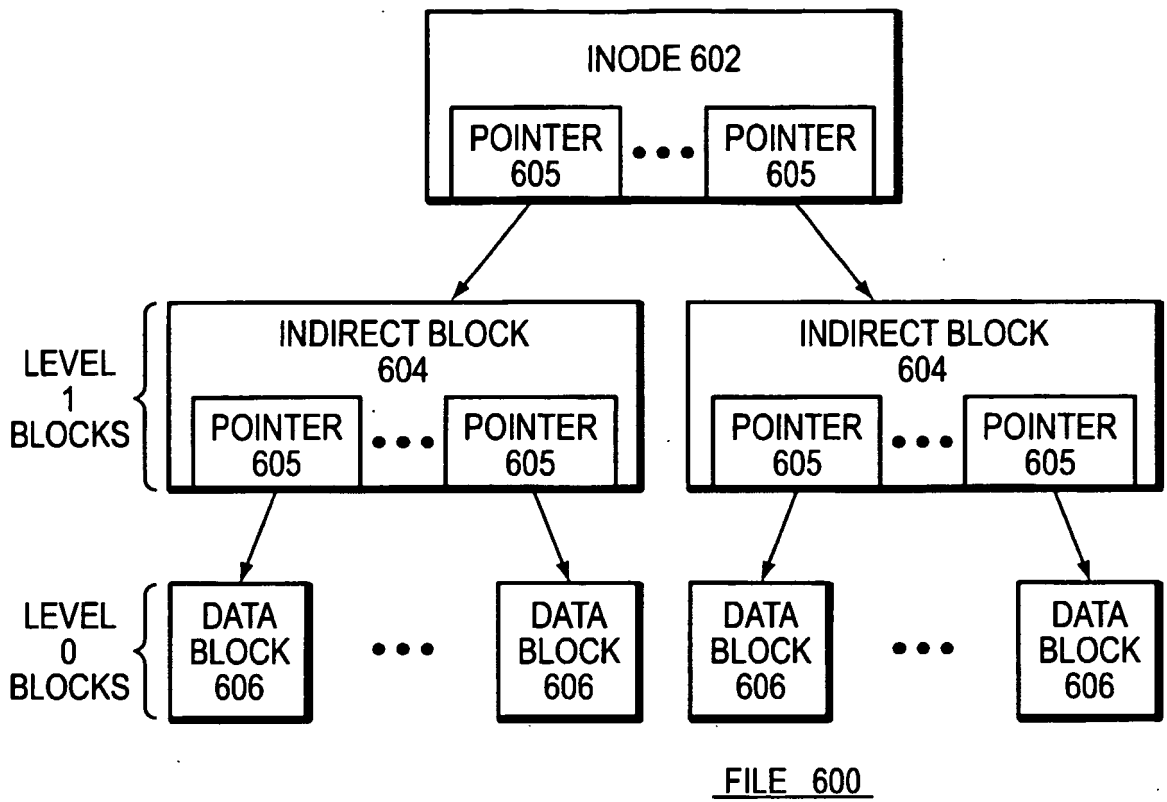 INODE 602
POINTER
605
•••
POINTER
605
LEVEL
1
BLOCKS
INDIRECT BLOCK
604
POINTER
605
•••
POINTER
605
INDIRECT BLOCK
604
POINTER
605
•••
POINTER
605
LEVEL
0
BLOCKS
DATA
BLOCK
606
•••
DATA
BLOCK
606
DATA
BLOCK
606
•••
DATA
BLOCK
606
FILE 600